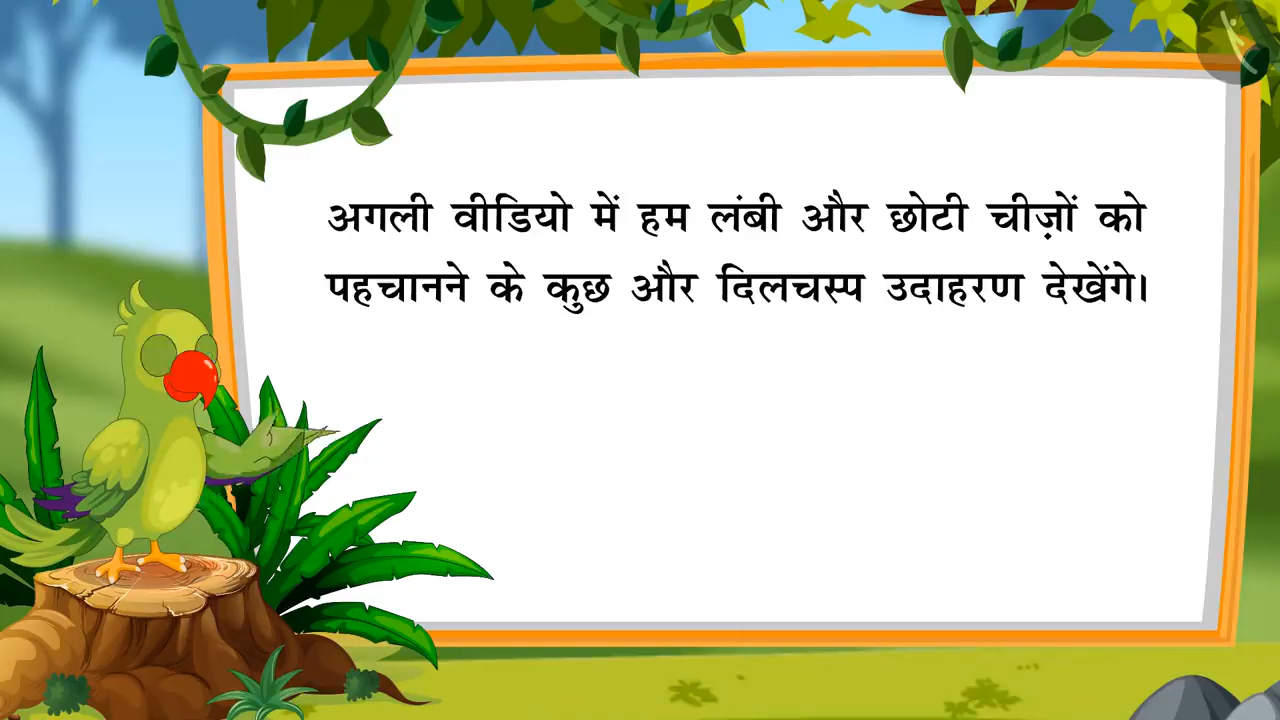 अगली वीडियो में हम लंबी और छोटी चीज़ों को
पहचानने के कुछ और दिलचस्प उदाहरण देखेंगे।